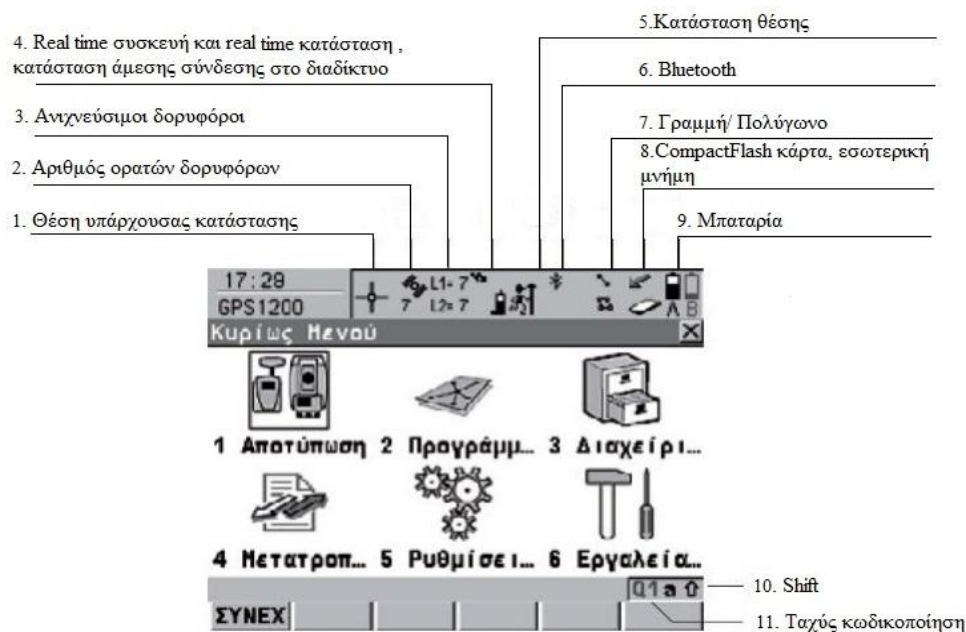 5.Κατάσταση θέσης
4. Real time συσκευή και real time κατάσταση ,
κατάσταση άμεσης σύνδεσης στο διαδίκτυο
6. Bluetooth
3. Ανιχνεύσιμοι δορυφόροι
7. Γραμμή/ Πολύγωνο
8.CompactFlash κάρτα, εσωτερική
μνήμη
2. Αριθμός ορατών δορυφόρων
1. Θέση υπάρχουσας κατάστασης
9. Μπαταρία
17:28
L1= 7
GPS1200
7 L2= 7
A B
Κυρίως Μενού
1 Αποτύπωση 2 Προγράμμ... 3 Διαχείρι...
4 Μετατροπ... 5 Ρυθμίσει... 6 Εργαλεία...
Q1 a
10. Shift
ΣΥΝΕΧ
11. Ταχύς κωδικοποίηση